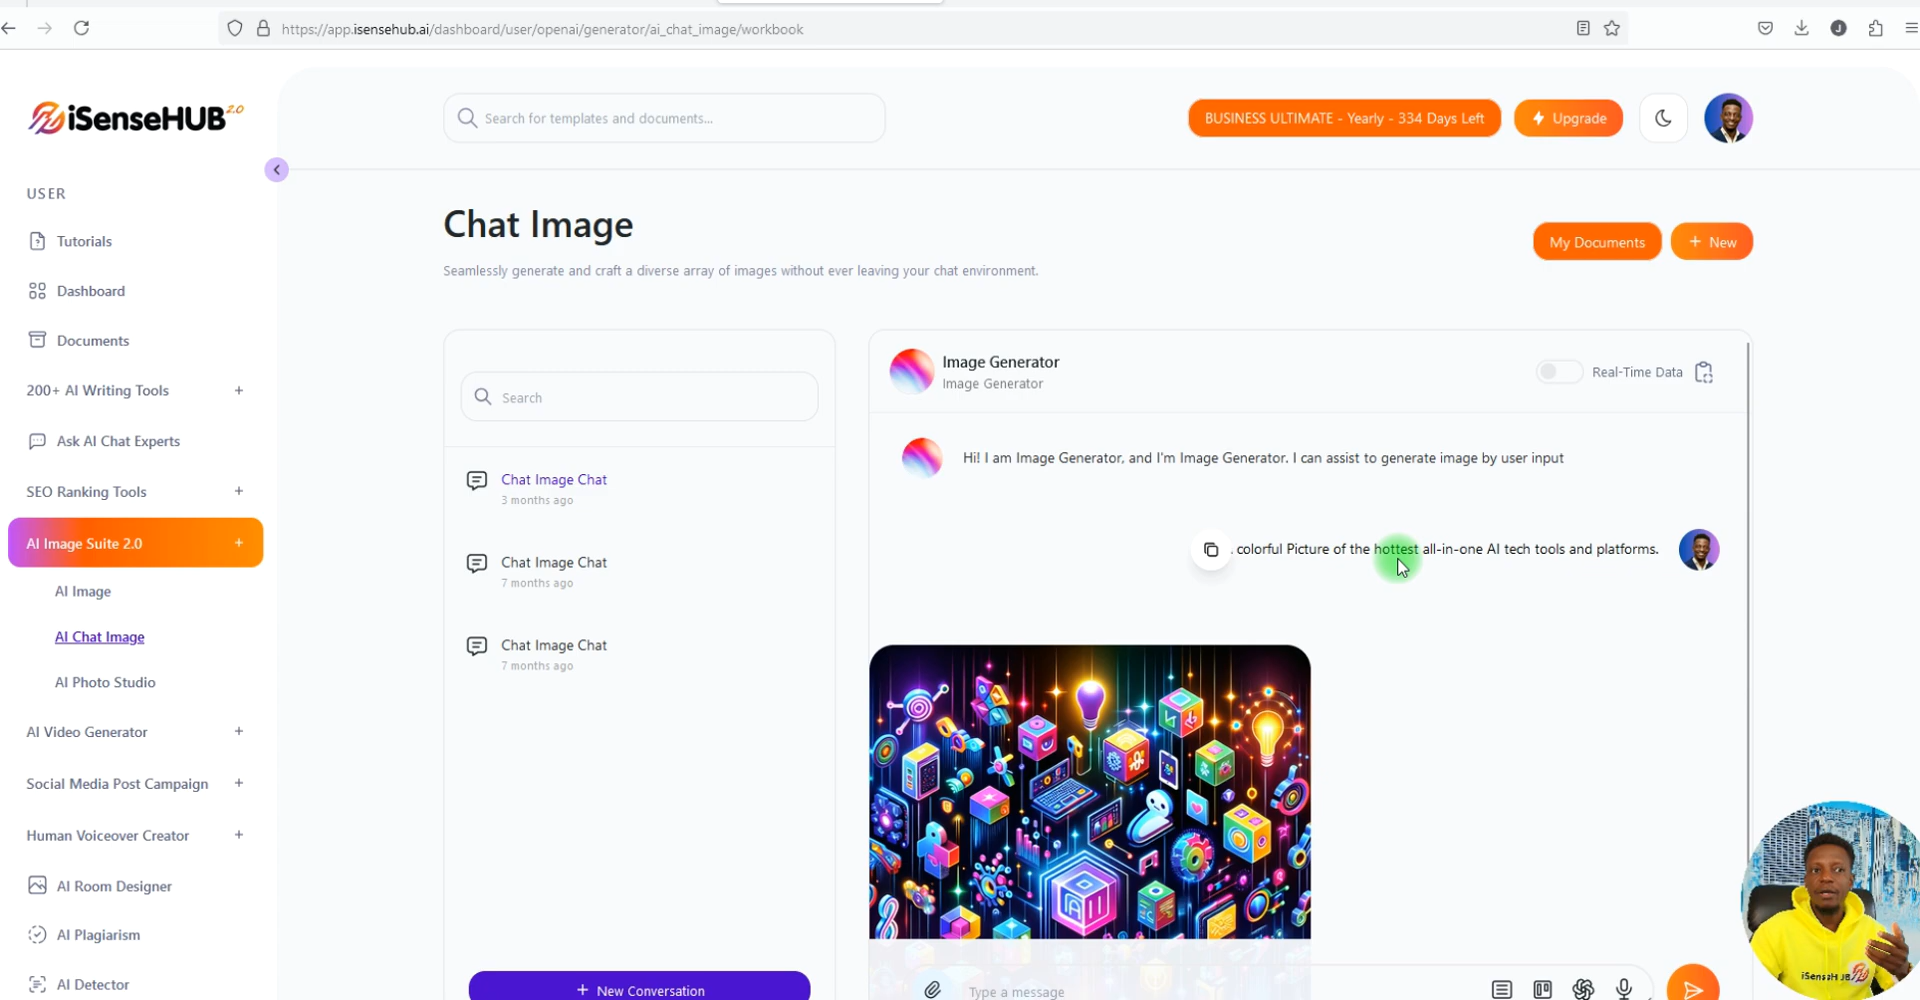 https://app.isensehub.ai/dashboard/user/openai/generator/ai_chat_image/workbook
iSenseHUB 2.0
Search for templates and documents...
BUSINESS ULTIMATE - Yearly - 334 Days Left
Upgrade
USER
Tutorials
Dashboard
Documents
200+ AI Writing Tools +
Ask AI Chat Experts
SEO Ranking Tools +
AI Image Suite 2.0 +
AI Image
AI Chat Image
AI Photo Studio
AI Video Generator +
Social Media Post Campaign +
Human Voiceover Creator +
AI Room Designer
AI Plagiarism
AI Detector
Chat Image
Seamlessly generate and craft a diverse array of images without ever leaving your chat environment.
My Documents
+ New
Search
Chat Image Chat
3 months ago
Chat Image Chat
7 months ago
Chat Image Chat
7 months ago
+ New Conversation
Image Generator
Image Generator
Real-Time Data
Hi! I am Image Generator, and I'm Image Generator. I can assist to generate image by user input
colorful Picture of the hottest all-in-one AI tech tools and platforms.
Type a message
J